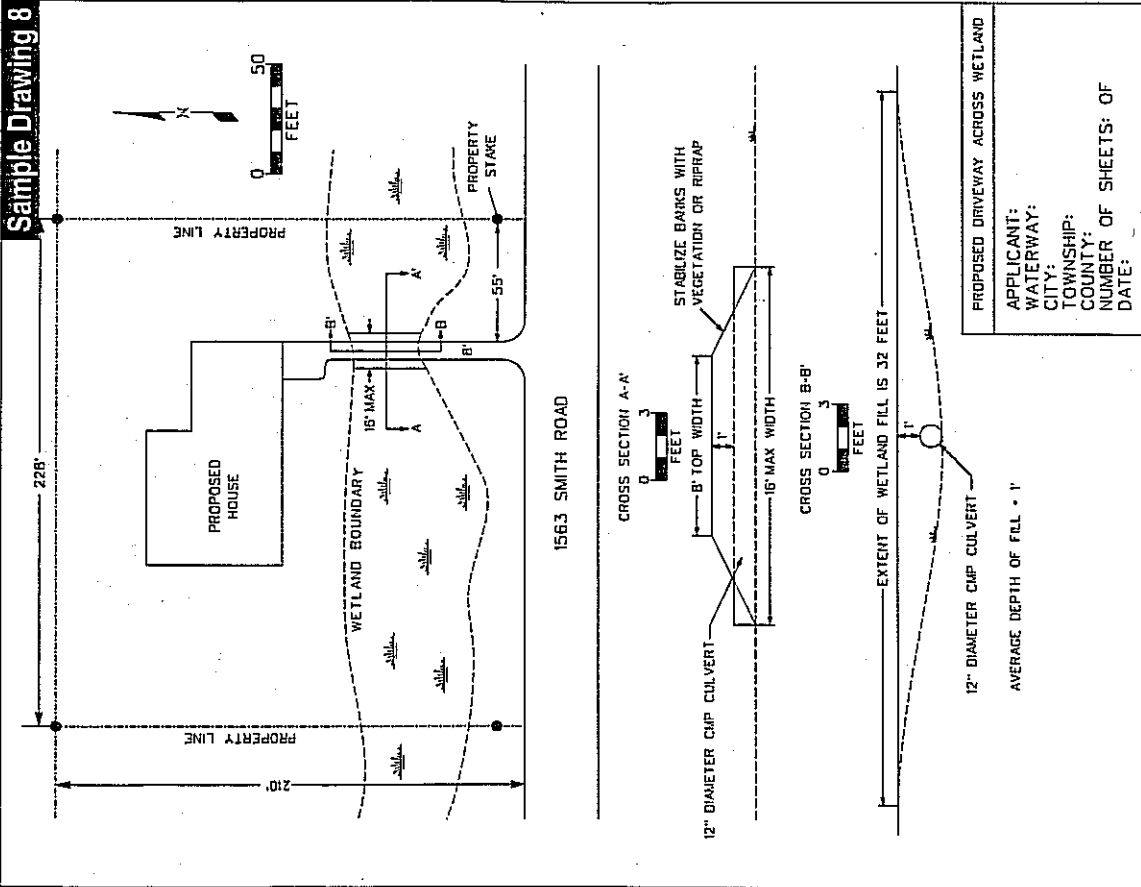 Sample Drawing 8
228'
N
0 50
FEET
PROPOSED
HOUSE
PROPERTY LINE
PROPERTY LINE
PROPERTY
STAKE
WETLAND BOUNDARY
16' MAX
B'
B
A
A'
8'
55'
210'
1563 SMITH ROAD
CROSS SECTION A-A'
0 3
FEET
8' TOP WIDTH
STABILIZE BANKS WITH
VEGETATION OR RIPRAP
1'
12" DIAMETER CMP CULVERT
16' MAX WIDTH
CROSS SECTION B-B'
0 3
FEET
EXTENT OF WETLAND FILL IS 32 FEET
1'
12" DIAMETER CMP CULVERT
AVERAGE DEPTH OF FILL = 1'
PROPOSED DRIVEWAY ACROSS WETLAND
APPLICANT:
WATERWAY:
CITY:
TOWNSHIP:
COUNTY:
NUMBER OF SHEETS: OF
DATE: